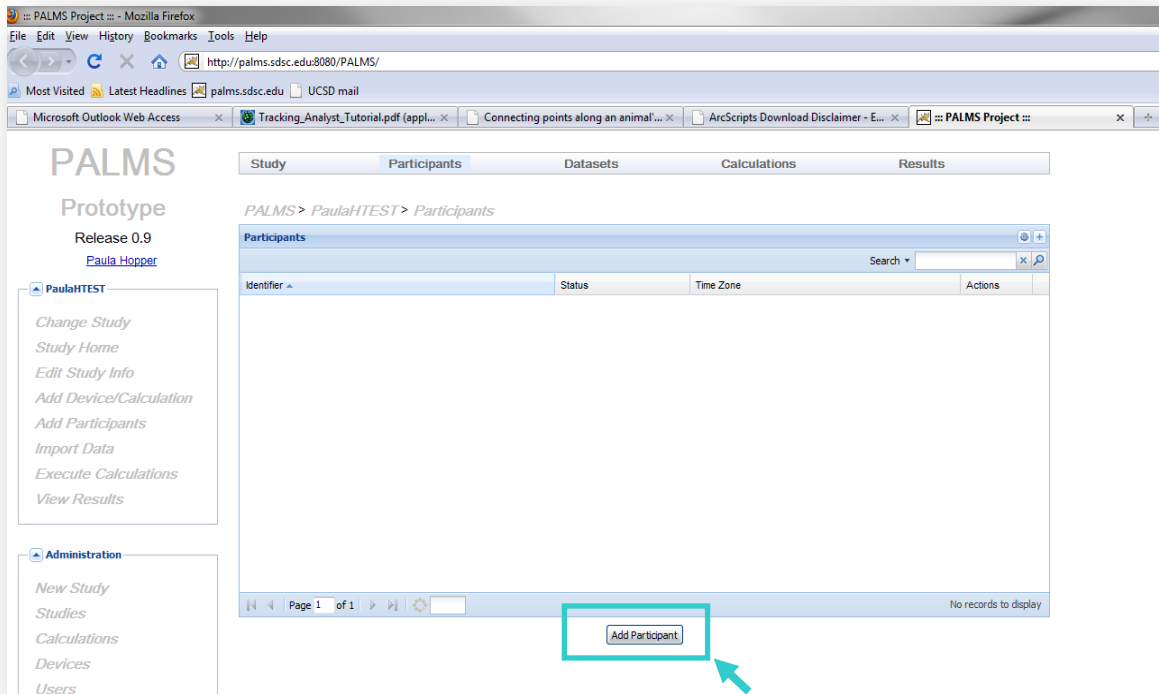 ::: PALMS Project ::: - Mozilla Firefox
File Edit View History Bookmarks Tools Help
http://palms.sdsc.edu:8080/PALMS/
Most Visited Latest Headlines palms.sdsc.edu UCSD mail
Microsoft Outlook Web Access Tracking_Analyst_Tutorial.pdf (appl... Connecting points along an animal'... ArcScripts Download Disclaimer - E... ::: PALMS Project :::
PALMS
Prototype
Release 0.9
Paula Hopper
PaulaHTEST
Change Study
Study Home
Edit Study Info
Add Device/Calculation
Add Participants
Import Data
Execute Calculations
View Results
Administration
New Study
Studies
Calculations
Devices
Users
Study Participants Datasets Calculations Results
PALMS > PaulaHTEST > Participants
Participants
Search
Identifier Status Time Zone Actions
Page 1 of 1 No records to display
Add Participant